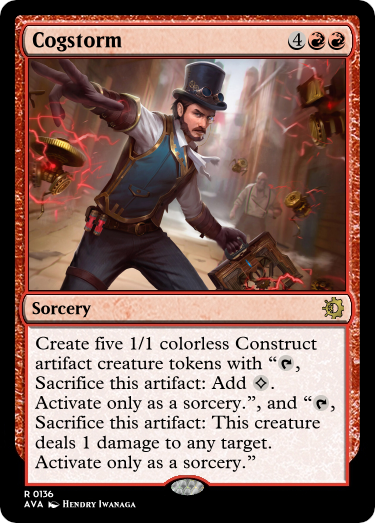 Cogstorm 4
Sorcery
Create five 1/1 colorless Construct
artifact creature tokens with “,
Sacrifice this artifact: Add .
Activate only as a sorcery.”, and “,
Sacrifice this artifact: This creature
deals 1 damage to any target.
Activate only as a sorcery.”
R 0136
AVA Hendry Iwanaga